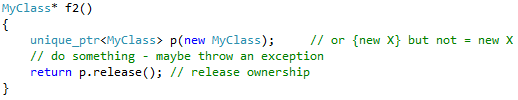 MyClass* f2()
{
    unique_ptr<MyClass> p(new MyClass);     // or {new X} but not = new X
    // do something - maybe throw an exception
    return p.release(); // release ownership
}